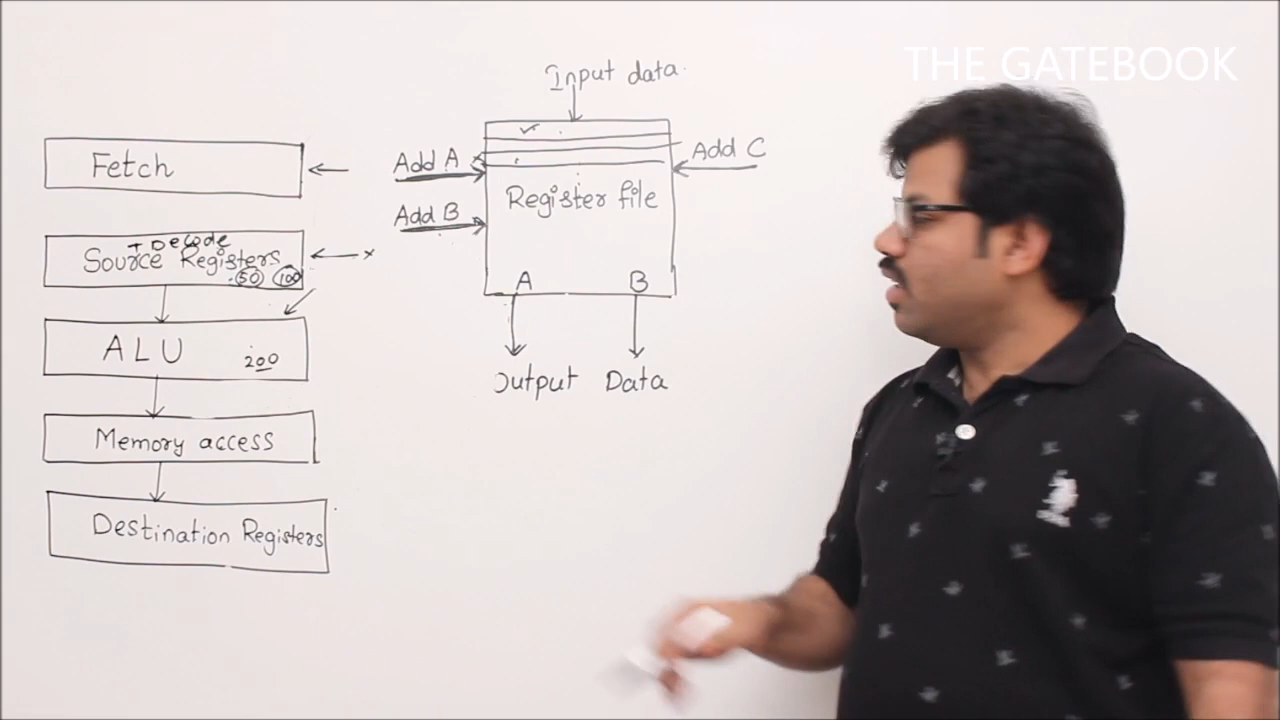 THE GATEBOOK
Fetch
+ Decode
Source Registers
50 100
ALU 200
Memory access
Destination Registers
Input data
Add A
Add B
Add C
Register file
A B
Output Data